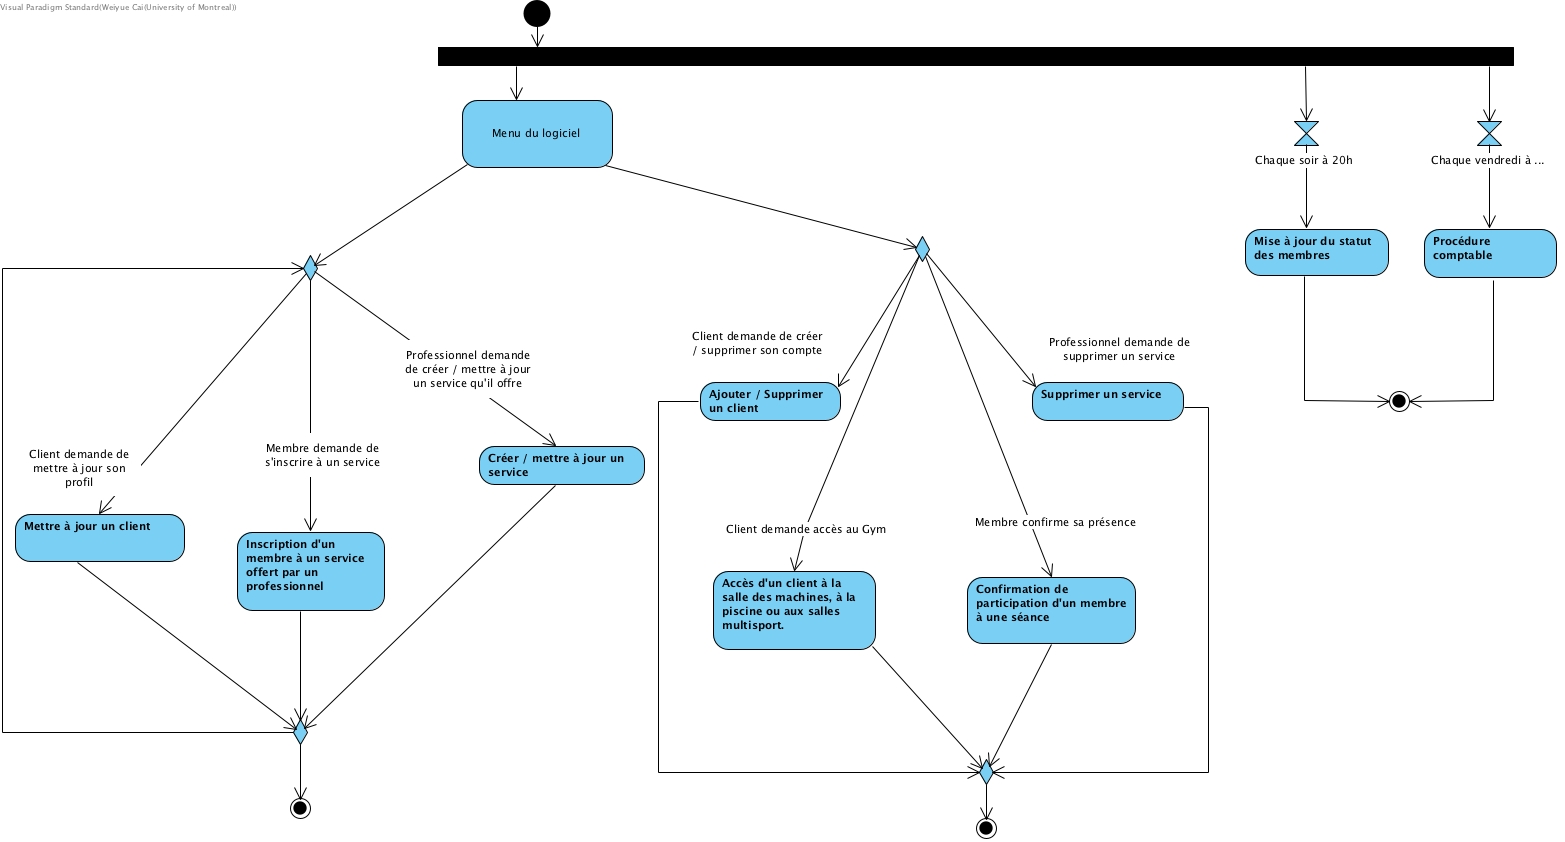 Visual Paradigm Standard(Weiyue Cai(University of Montreal))
Menu du logiciel
Chaque soir à 20h
Chaque vendredi à ...
Mise à jour du statut
des membres
Procédure
comptable
Client demande de créer
/ supprimer son compte
Professionnel demande de
supprimer un service
Professionnel demande
de créer / mettre à jour
un service qu'il offre
Ajouter / Supprimer
un client
Supprimer un service
Client demande de
mettre à jour son
profil
Membre demande de
s'inscrire à un service
Créer / mettre à jour un
service
Mettre à jour un client
Inscription d'un
membre à un service
offert par un
professionnel
Client demande accès au Gym
Membre confirme sa présence
Accès d'un client à la
salle des machines, à la
piscine ou aux salles
multisport.
Confirmation de
participation d'un membre
à une séance